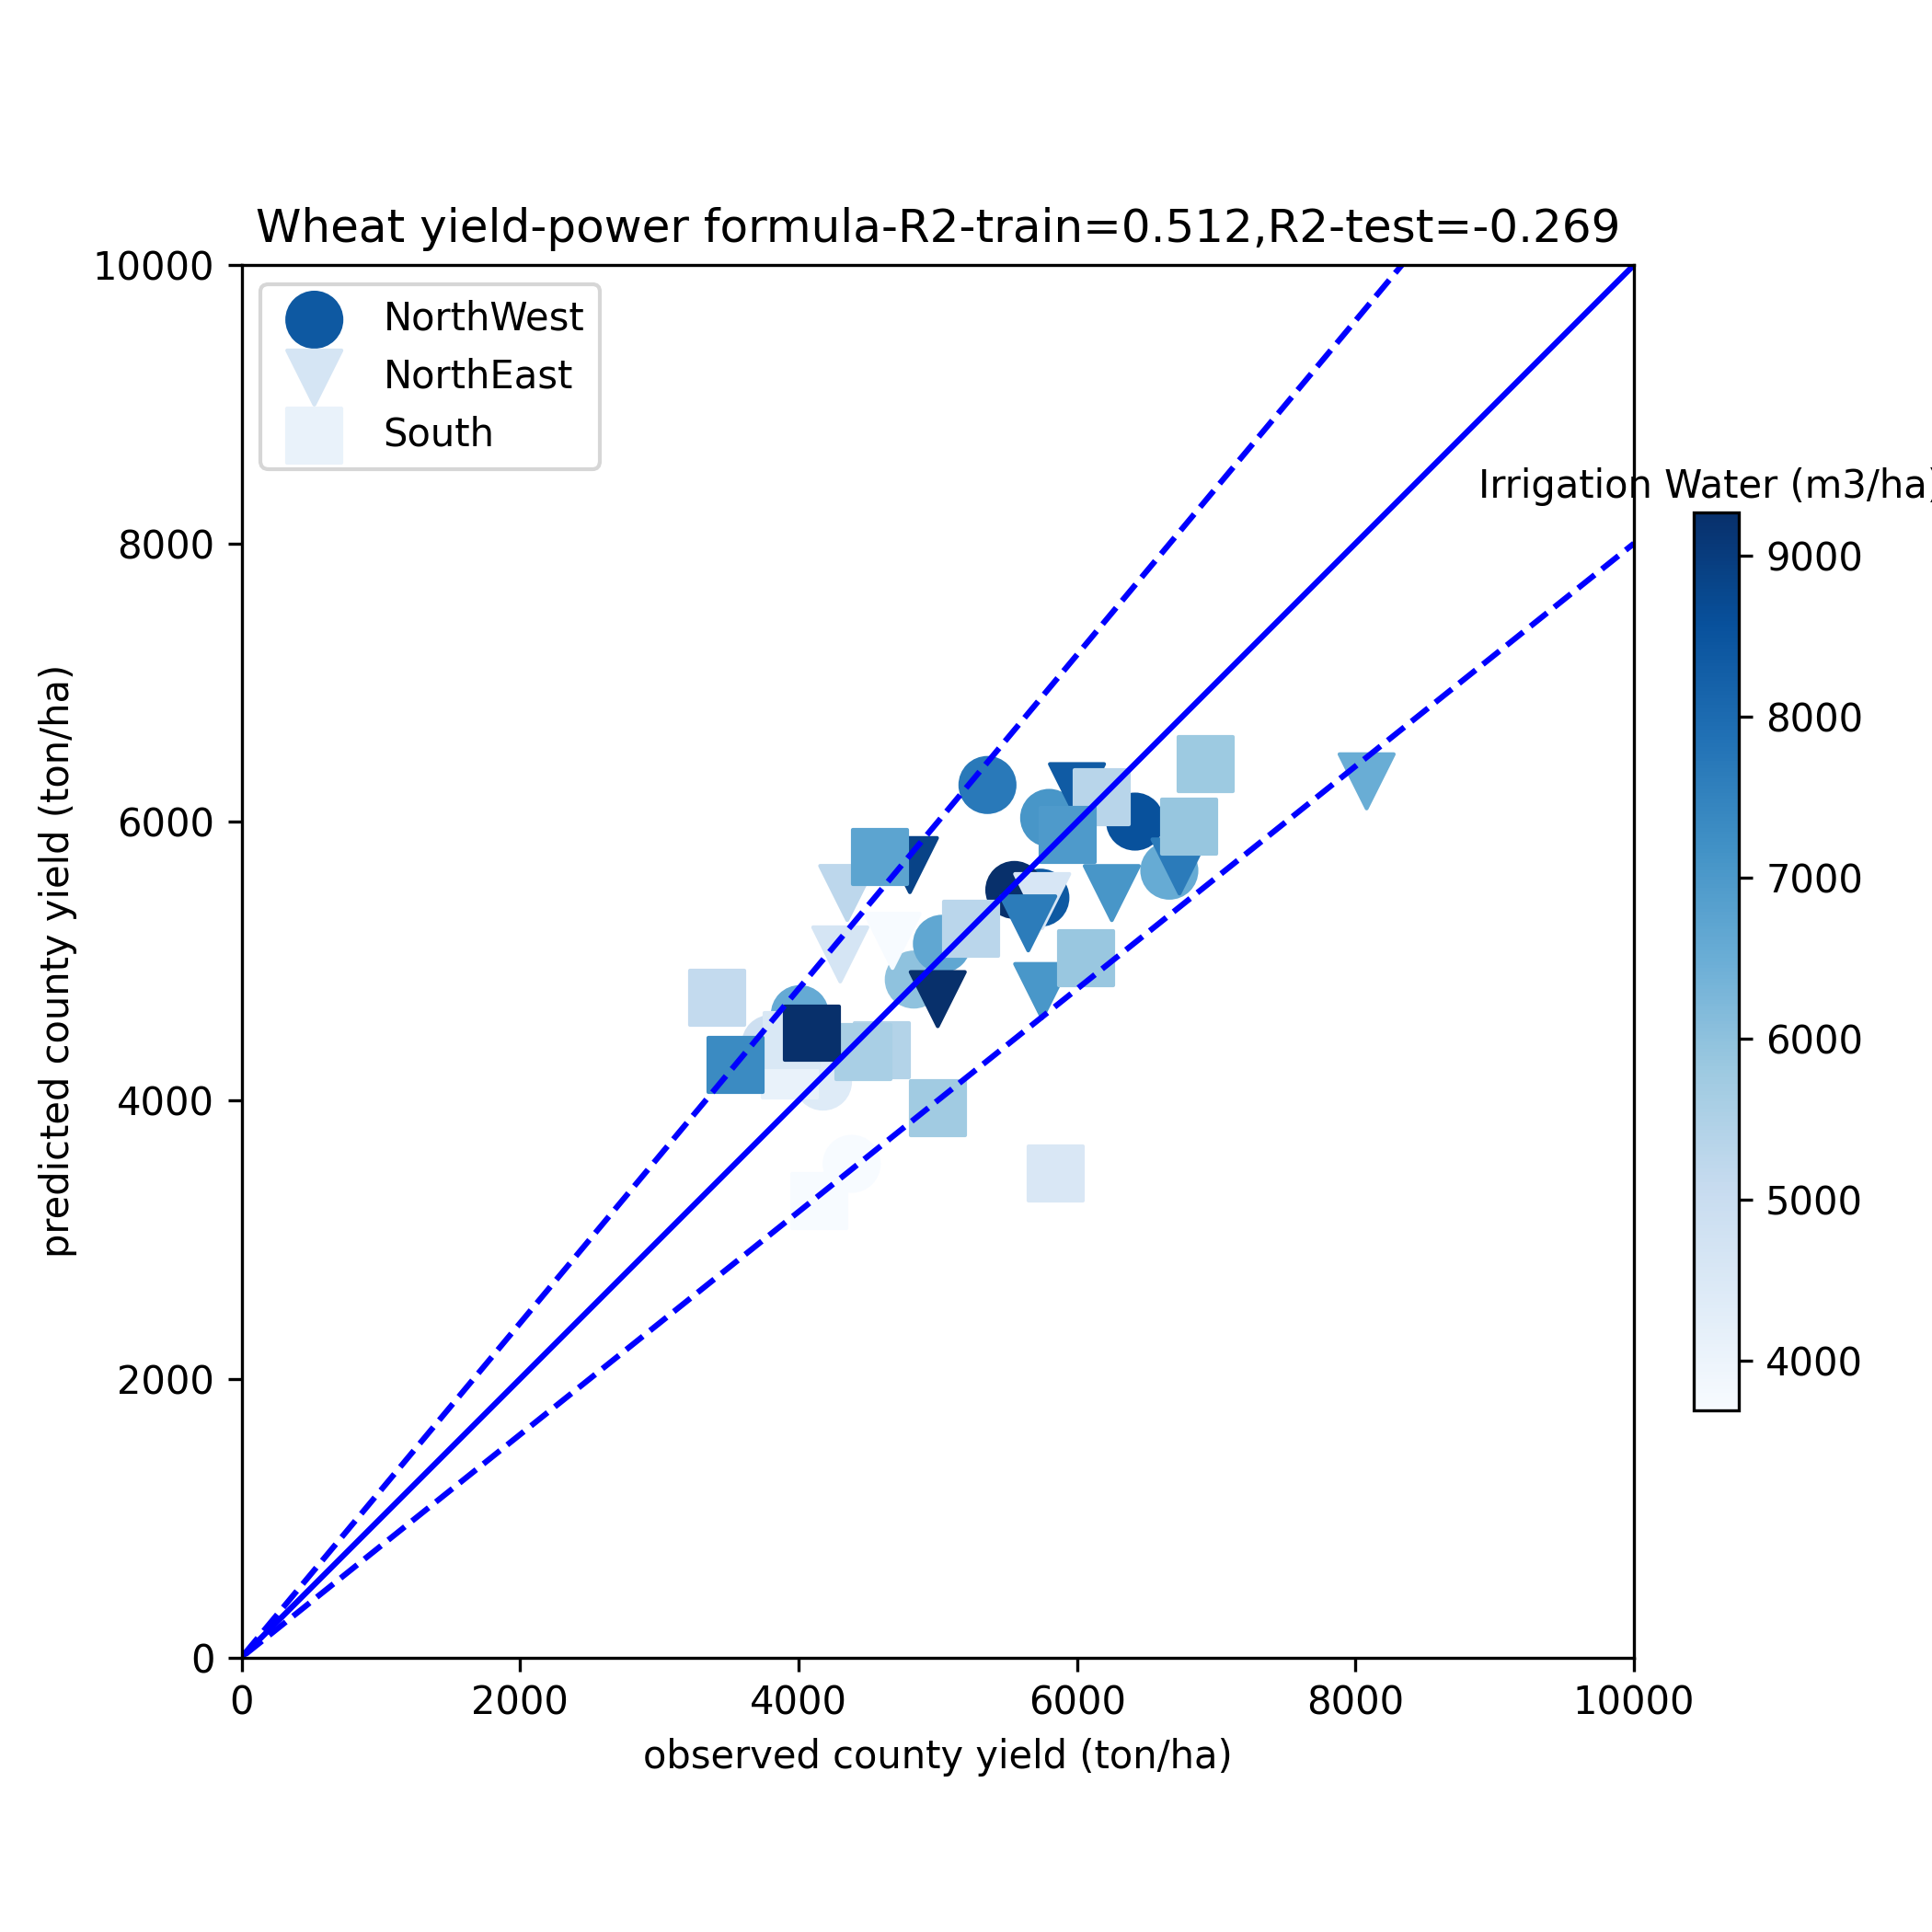 Wheat yield-power formula-R2-train=0.512,R2-test=-0.269
10000
8000
6000
4000
2000
0
predicted county yield (ton/ha)
NorthWest
NorthEast
South
0 2000 4000 6000 8000 10000
observed county yield (ton/ha)
Irrigation Water (m3/ha)
9000
8000
7000
6000
5000
4000